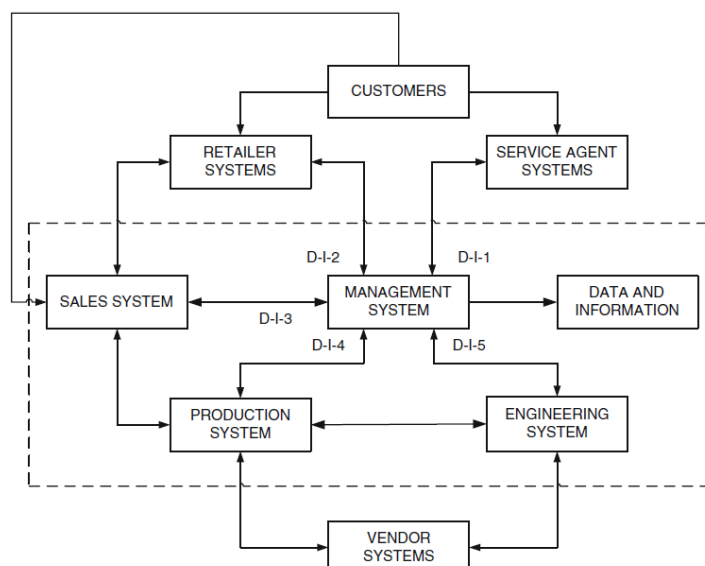 CUSTOMERS
RETAILER
SYSTEMS
SERVICE AGENT
SYSTEMS
D-I-2
D-I-1
SALES SYSTEM
MANAGEMENT
SYSTEM
DATA AND
INFORMATION
D-I-3
D-I-4
D-I-5
PRODUCTION
SYSTEM
ENGINEERING
SYSTEM
VENDOR
SYSTEMS